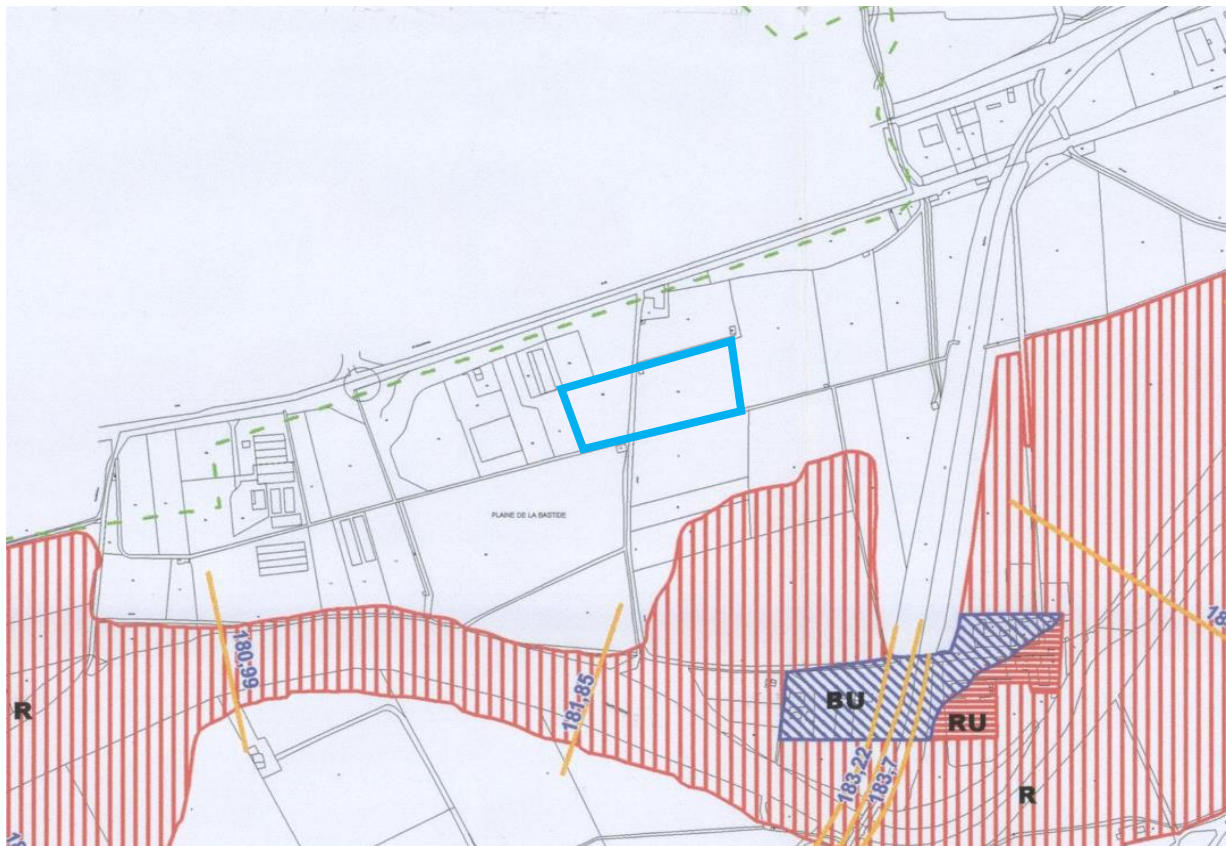 PLAINE DE LA BASTIDE
180,99
181,85
BU
RU
183,22
183,7
R
R